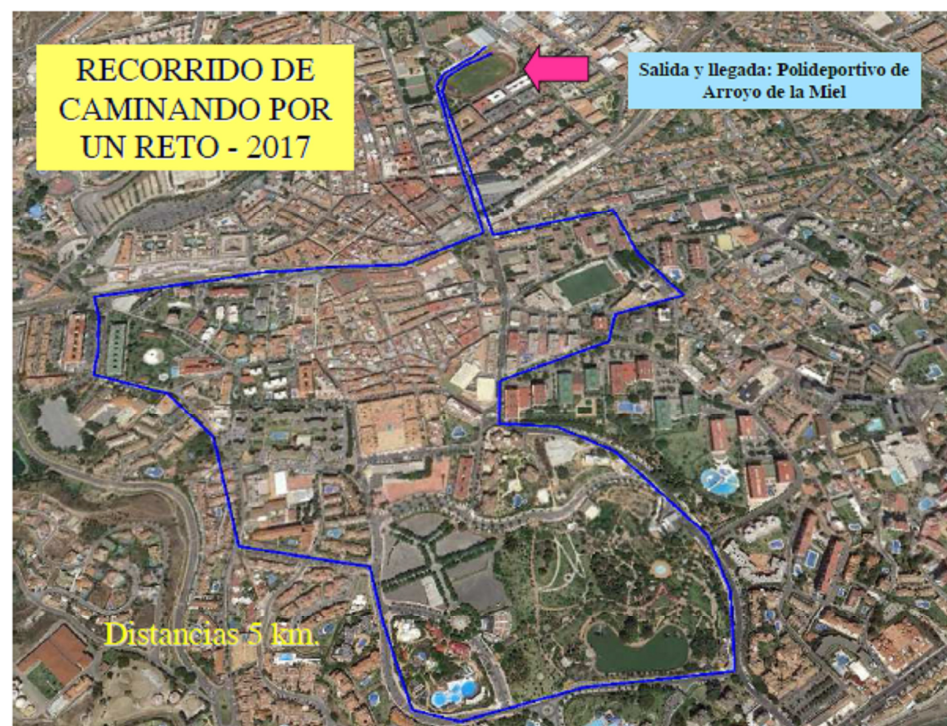 RECORRIDO DE
CAMINANDO POR
UN RETO - 2017
Salida y llegada: Polideportivo de
Arroyo de la Miel
Distancias 5 km.